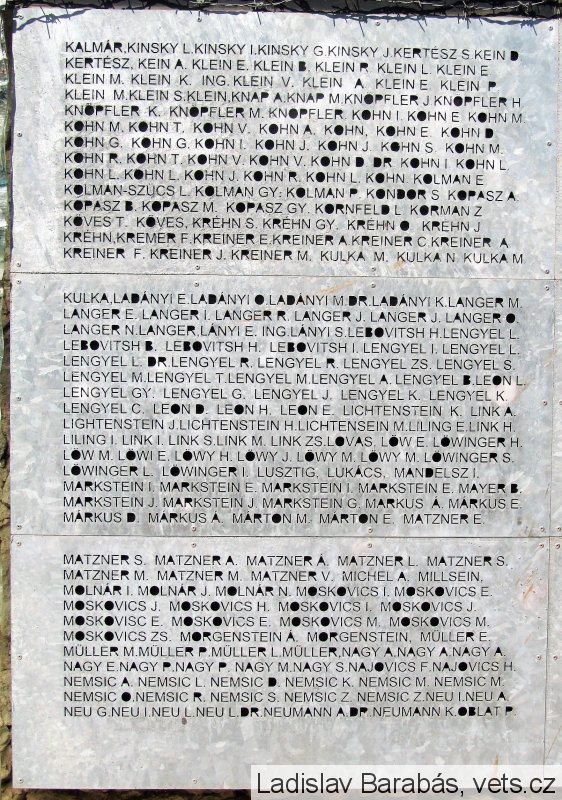 KALMÁR,KINSKY L.KINSKY I.KINSKY G.KINSKY J.KERTÉSZ S.KEIN D
KERTÉSZ, KEIN A. KLEIN E. KLEIN B. KLEIN R. KLEIN L. KLEIN E
KLEIN M. KLEIN K. ING. KLEIN V. KLEIN A. KLEIN E. KLEIN P.
KLEIN M.KLEIN S.KLEIN,KNAP A.KNAP M.KNÖPFLER J.KNÖPFLER H.
KNÖPFLER K. KNÖPFLER M. KNÖPFLER. KOHN I. KOHN E. KOHN M.
KOHN M. KOHN T. KOHN V. KOHN A. KOHN, KOHN E. KOHN D
KOHN G. KOHN G. KOHN I. KOHN J. KOHN J. KOHN S. KOHN M.
KOHN R. KOHN T. KOHN V. KOHN V. KOHN D. DR. KOHN I. KOHN L.
KOHN L. KOHN L. KOHN J. KOHN R. KOHN L. KOHN. KOLMAN E
KOLMAN-SZÜCS L. KOLMAN GY. KOLMAN P. KONDOR S. KOPASZ A.
KOPASZ B. KOPASZ M. KOPASZ GY. KORNFELD L. KORMAN Z
KÖVES T. KÖVES, KRÉHN S. KRÉHN GY. KRÉHN O. KRÉHN J
KRÉHN,KREMER F.KREINER E.KREINER A.KREINER C.KREINER A
KREINER F. KREINER J. KREINER M. KULKA M. KULKA N. KULKA M
KULKA,LADÁNYI E.LADÁNYI O.LADÁNYI M.DR.LADÁNYI K.LANGER M.
LANGER E. LANGER I. LANGER R. LANGER J. LANGER J. LANGER O.
LANGER N.LANGER,LÁNYI E. ING.LÁNYI S.LEBOVITSH H.LENGYEL L.
LEBOVITSH B. LEBOVITSH H. LEBOVITSH I. LENGYEL I. LENGYEL L.
LENGYEL L. DR.LENGYEL R. LENGYEL R. LENGYEL ZS. LENGYEL S.
LENGYEL M.LENGYEL T.LENGYEL M.LENGYEL A. LENGYEL B.LEON L.
LENGYEL GY. LENGYEL G. LENGYEL J. LENGYEL K. LENGYEL K.
LENGYEL C. LEON D. LEON H. LEON E. LICHTENSTEIN K. LINK A.
LIGHTENSTEIN J.LICHTENSTEIN H.LICHTENSEIN M.LILING E.LINK H.
LILING I. LINK I. LINK S.LINK M. LINK ZS.LOVAS, LÖW E.LÖWINGER H.
LÖW M. LÖWI E. LÖWY H. LÖWY J. LÖWY M. LÖWY M. LÖWINGER S.
LÖWINGER L. LÖWINGER I. LUSZTIG, LUKÁCS, MANDELSZ I.
MARKSTEIN I. MARKSTEIN E. MARKSTEIN I. MARKSTEIN E. MAYER B.
MARKSTEIN J. MARKSTEIN J. MARKSTEIN G. MÁRKUS A. MÁRKUS E.
MÁRKUS D. MÁRKUS A. MÁRTON M. MÁRTON E. MATZNER E.
MATZNER S. MATZNER A. MATZNER A. MATZNER L. MATZNER S.
MATZNER M. MATZNER M. MATZNER V. MICHEL A. MILLSEIN,
MOLNÁR I. MOLNÁR J. MOLNÁR N. MOSKOVICS I. MOSKOVICS E.
MOSKOVICS J. MOSKOVICS H. MOSKOVICS I. MOSKOVICS J.
MOSKOVISC E. MOSKOVICS E. MOSKOVICS M. MOSKOVICS M.
MOSKOVICS ZS. MORGENSTEIN Á. MORGENSTEIN, MÜLLER E.
MÜLLER M.MÜLLER P.MÜLLER L.MÜLLER,NAGY A.NAGY A.NAGY A.
NAGY E.NAGY P.NAGY P. NAGY M.NAGY S.NAJOVICS F.NAJOVICS H.
NEMSIC A. NEMSIC L. NEMSIC D. NEMSIC K. NEMSIC M. NEMSIC M.
NEMSIC O.NEMSIC R. NEMSIC S. NEMSIC Z. NEMSIC Z.NEU I.NEU A.
NEU G.NEU I.NEU L.NEU L.DR.NEUMANN A.DR.NEUMANN K.OBLAT P.
Ladislav Barabás, vets.cz